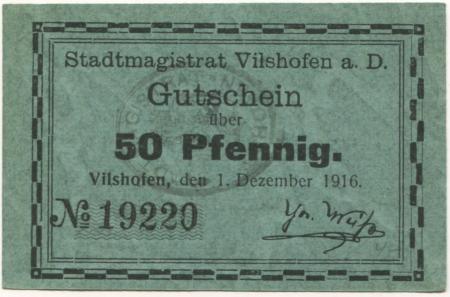 Stadtmagistrat Vilshofen a. D.
Gutschein
über
50 Pfennig.
Vilshofen, den 1. Dezember 1916.
No 19220